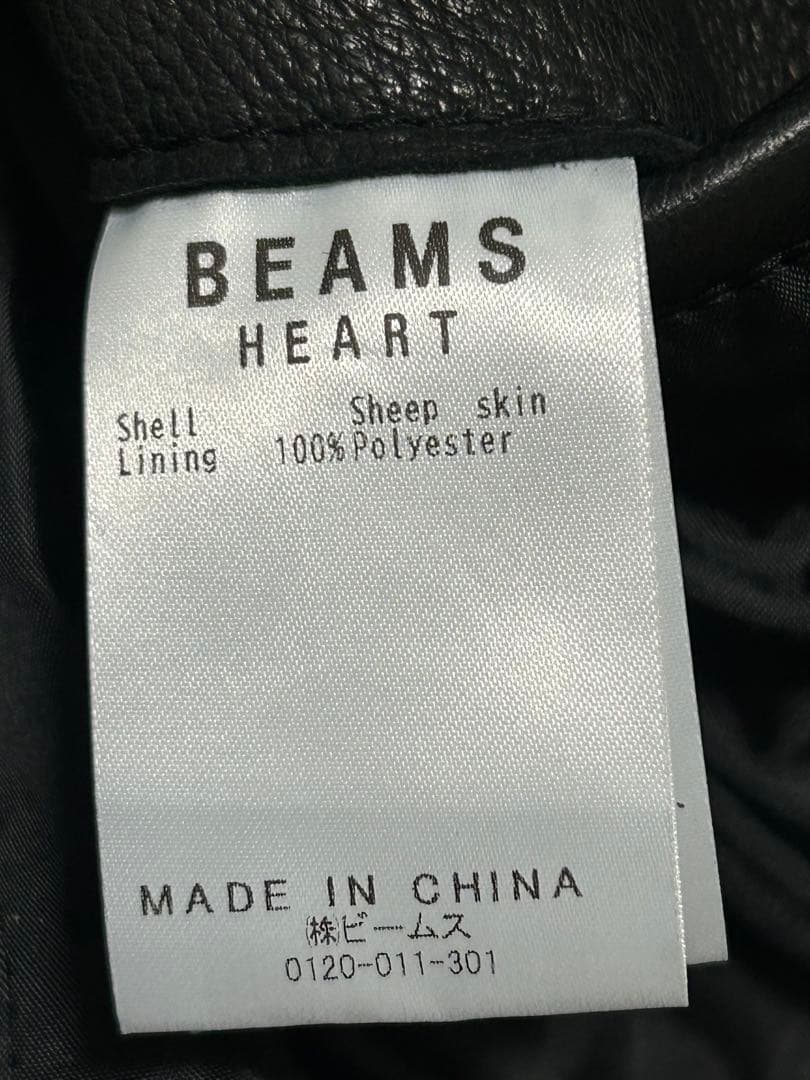 BEAMS
HEART
Shell Sheep skin
Lining 100%Polyester
MADE IN CHINA
㈱ビームス
0120-011-301